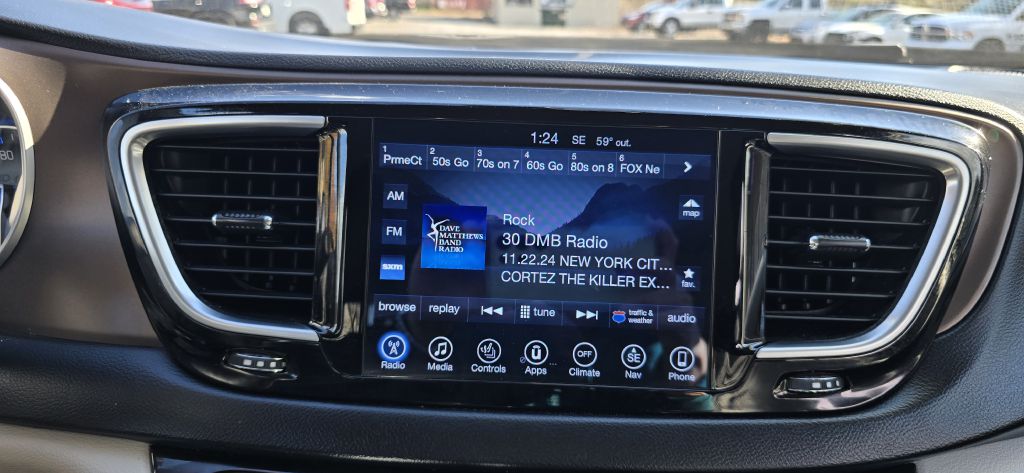 1:24 SE 59° out.
1 PrmeCt 2 50s Go 3 70s on 7 4 60s Go 5 80s on 8 6 FOX Ne
AM
FM
sxm
DAVE
MATTHEWS
BAND
RADIO
Rock
30 DMB Radio
11.22.24 NEW YORK CIT...
CORTEZ THE KILLER EX...
map
fav.
browse replay tune traffic & weather audio
OFF SE
Radio Media Controls Apps Climate Nav Phone
80